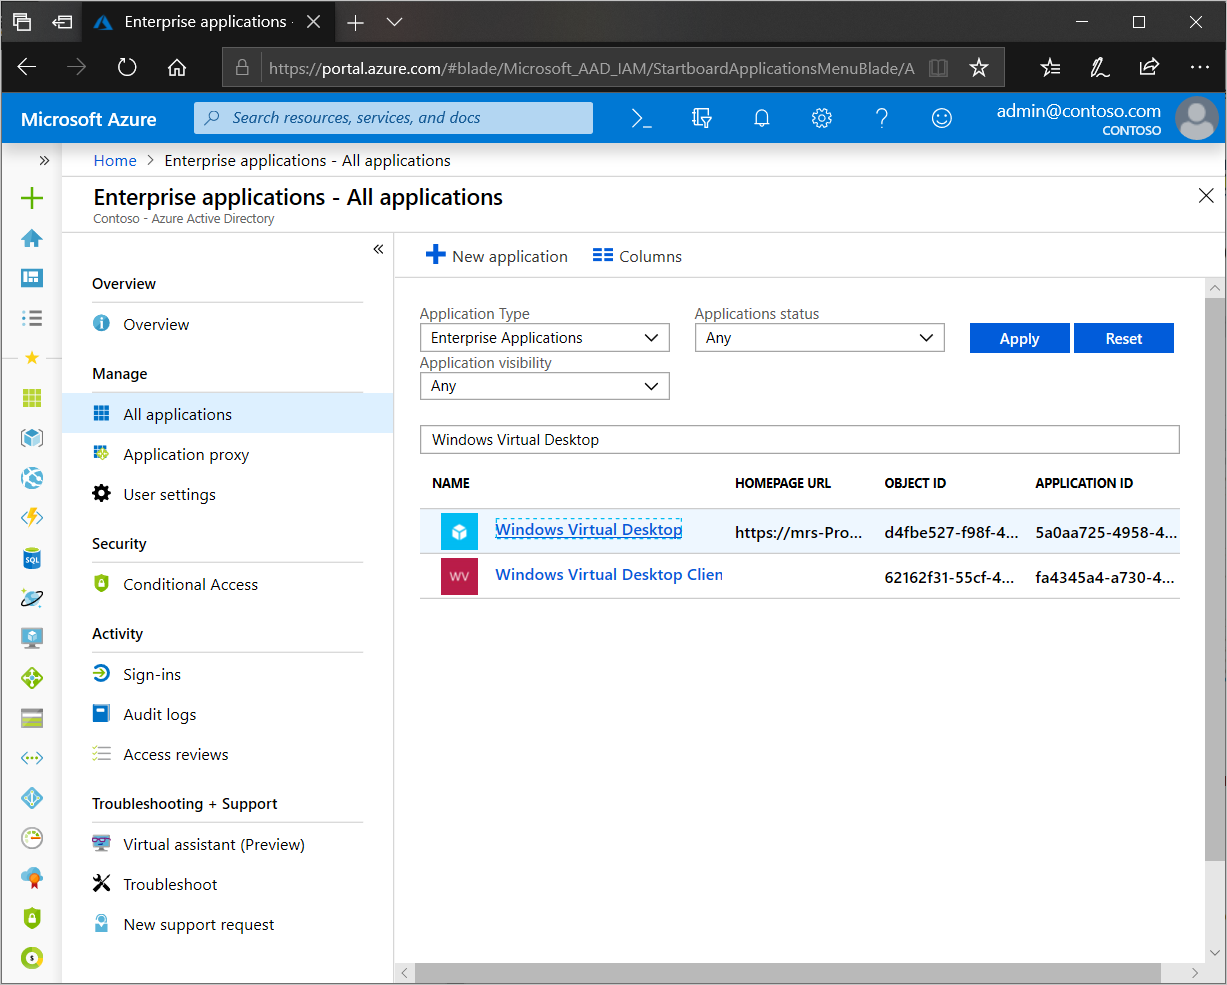 Enterprise applications -
https://portal.azure.com/#blade/Microsoft_AAD_IAM/StartboardApplicationsMenuBlade/A
Microsoft Azure
Search resources, services, and docs
admin@contoso.com
CONTOSO
Home > Enterprise applications - All applications
Enterprise applications - All applications
Contoso - Azure Active Directory
Overview
Overview
Manage
All applications
Application proxy
User settings
Security
Conditional Access
Activity
Sign-ins
Audit logs
Access reviews
Troubleshooting + Support
Virtual assistant (Preview)
Troubleshoot
New support request
New application
Columns
Application Type
Enterprise Applications
Applications status
Any
Apply
Reset
Application visibility
Any
Windows Virtual Desktop
NAME HOMEPAGE URL OBJECT ID APPLICATION ID
Windows Virtual Desktop https://mrs-Pro... d4fbe527-f98f-4... 5a0aa725-4958-4...
WV Windows Virtual Desktop Clien 62162f31-55cf-4... fa4345a4-a730-4...
SQL
$